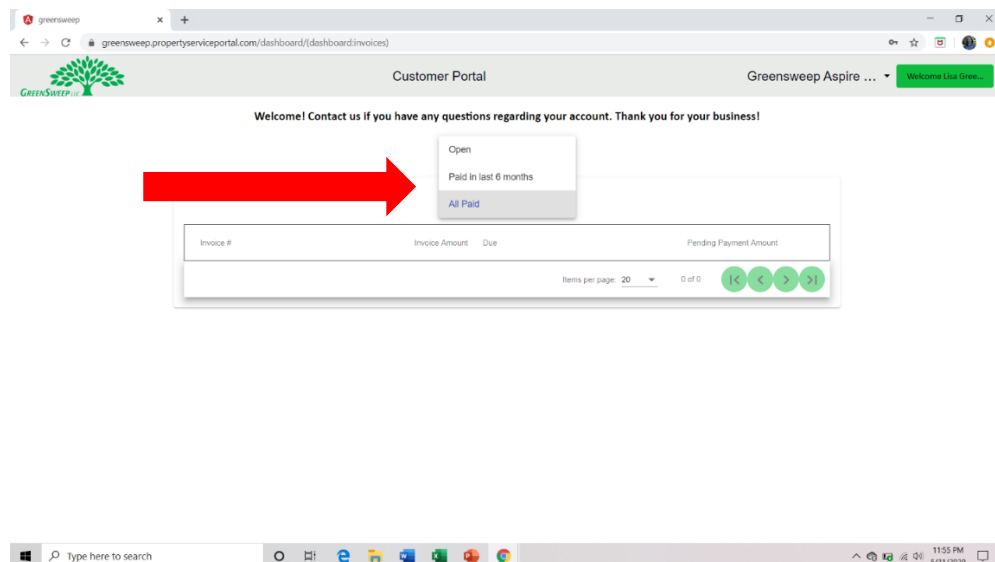 greensweep
greensweep.propertyserviceportal.com/dashboard/(dashboard:invoices)
GREENSWEEP LLC
Customer Portal
Greensweep Aspire ...
Welcome Lisa Gree...
Welcome! Contact us if you have any questions regarding your account. Thank you for your business!
Open
Paid in last 6 months
All Paid
Invoice # Invoice Amount Due Pending Payment Amount
Items per page: 20 0 of 0
Type here to search
11:55 PM
5/31/2020